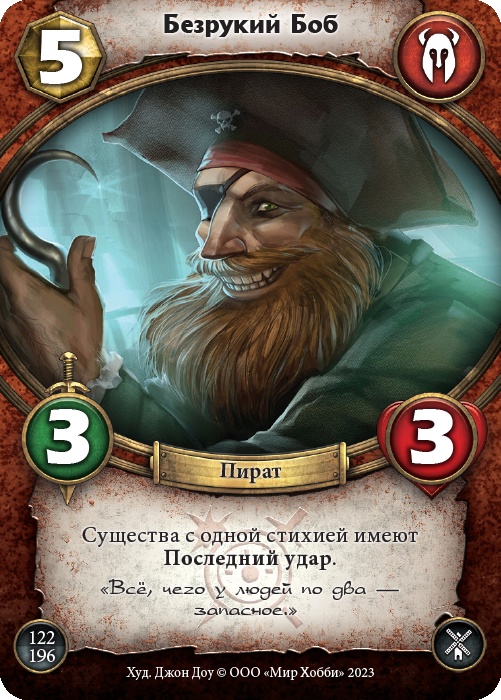 Безрукий Боб
5
3
3
Пират
Существа с одной стихией имеют
Последний удар.
«Всё, чего у людей по два —
запасное.»
122
196
Худ. Джон Доу © ООО «Мир Хобби» 2023